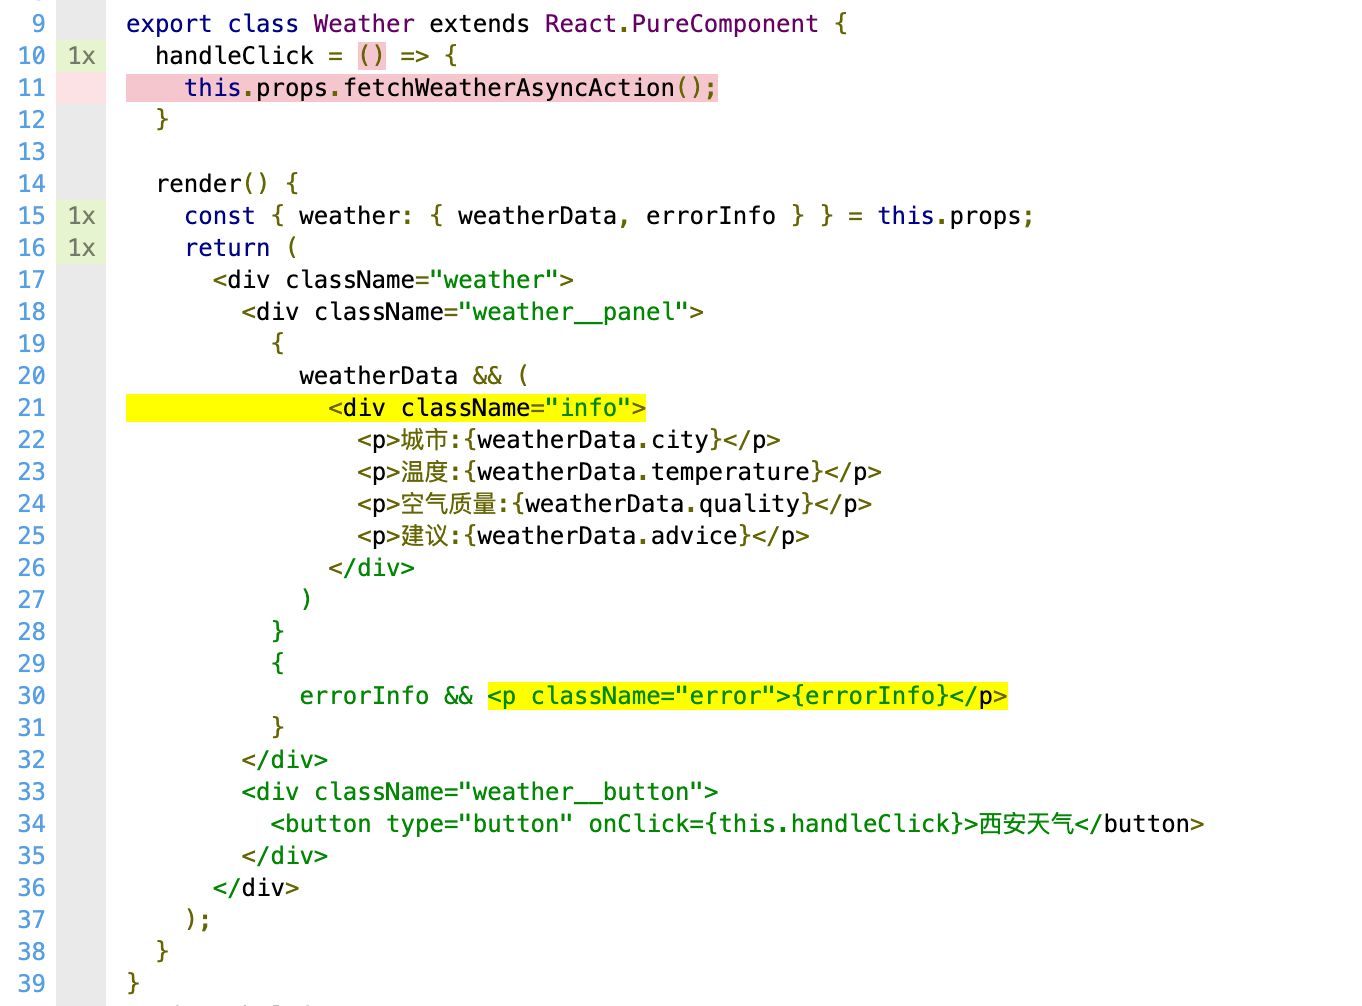 9 export class Weather extends React.PureComponent {
10 1x handleClick = () => {
11 this.props.fetchWeatherAsyncAction();
12 }
13
14 render() {
15 1x const { weather: { weatherData, errorInfo } } = this.props;
16 1x return (
17 <div className="weather">
18 <div className="weather__panel">
19 {
20 weatherData && (
21 <div className="info">
22 <p>城市:{weatherData.city}</p>
23 <p>温度:{weatherData.temperature}</p>
24 <p>空气质量:{weatherData.quality}</p>
25 <p>建议:{weatherData.advice}</p>
26 </div>
27 )
28 }
29 {
30 errorInfo && <p className="error">{errorInfo}</p>
31 }
32 </div>
33 <div className="weather__button">
34 <button type="button" onClick={this.handleClick}>西安天气</button>
35 </div>
36 </div>
37 );
38 }
39 }